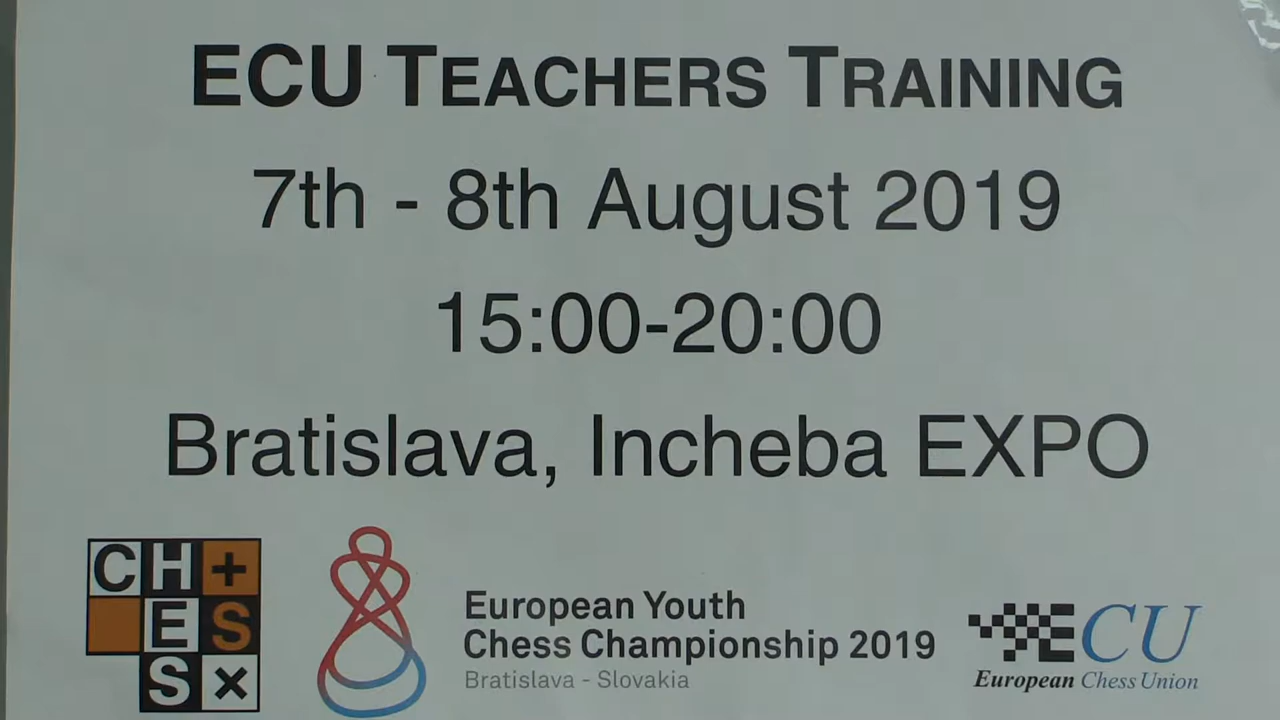 ECU TEACHERS TRAINING
7th - 8th August 2019
15:00-20:00
Bratislava, Incheba EXPO
CH+
ES
S×
European Youth
Chess Championship 2019
Bratislava - Slovakia
ECU
European Chess Union